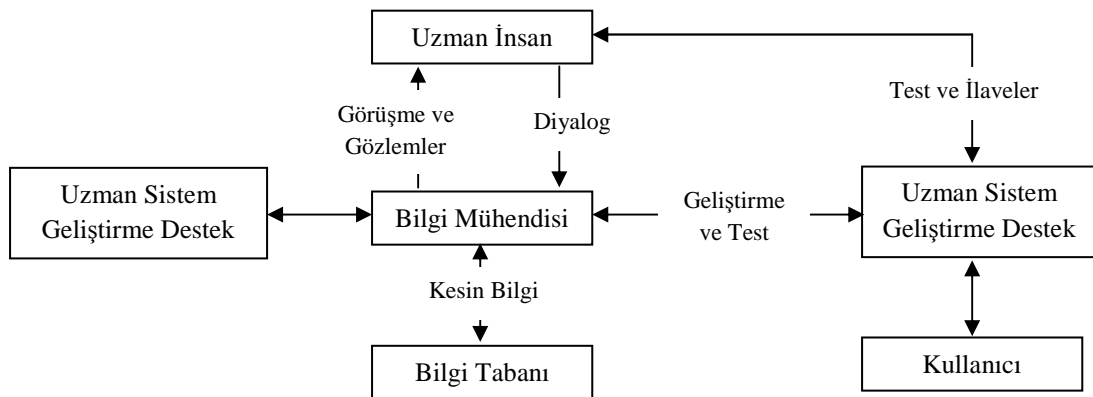 Uzman İnsan
Görüşme ve
Gözlemler
Diyalog
Test ve İlaveler
Uzman Sistem
Geliştirme Destek
Bilgi Mühendisi
Geliştirme
ve Test
Uzman Sistem
Geliştirme Destek
Kesin Bilgi
Bilgi Tabanı
Kullanıcı